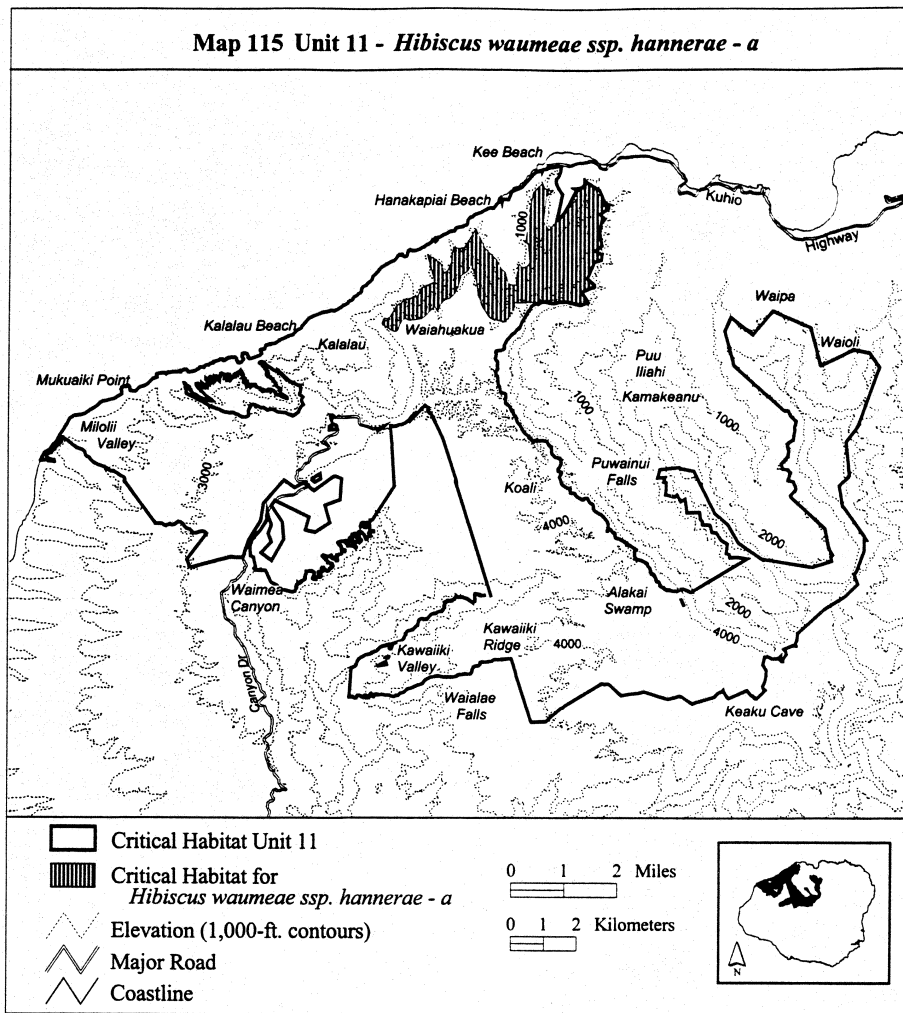 Map 115 Unit 11 - Hibiscus waumeae ssp. hannerae - a
Kee Beach
Hanakapiai Beach
1000
Kuhio
Highway
Waipa
Kalalau Beach
Kalalau
Waiahuakua
Waioli
Puu
Iliahi
Mukuaiki Point
Kamakeanu
1000
1000
Milolii
Valley
3000
Puwainui
Falls
Koali
4000
2000
Waimea
Canyon
Alakai
Swamp
2000
4000
Kawaiiki
Ridge
4000
Kawaiiki
Valley
Canyon Dr
Waialae
Falls
Keaku Cave
Critical Habitat Unit 11
Critical Habitat for
Hibiscus waumeae ssp. hannerae - a
Elevation (1,000-ft. contours)
Major Road
Coastline
0 1 2 Miles
0 1 2 Kilometers
N